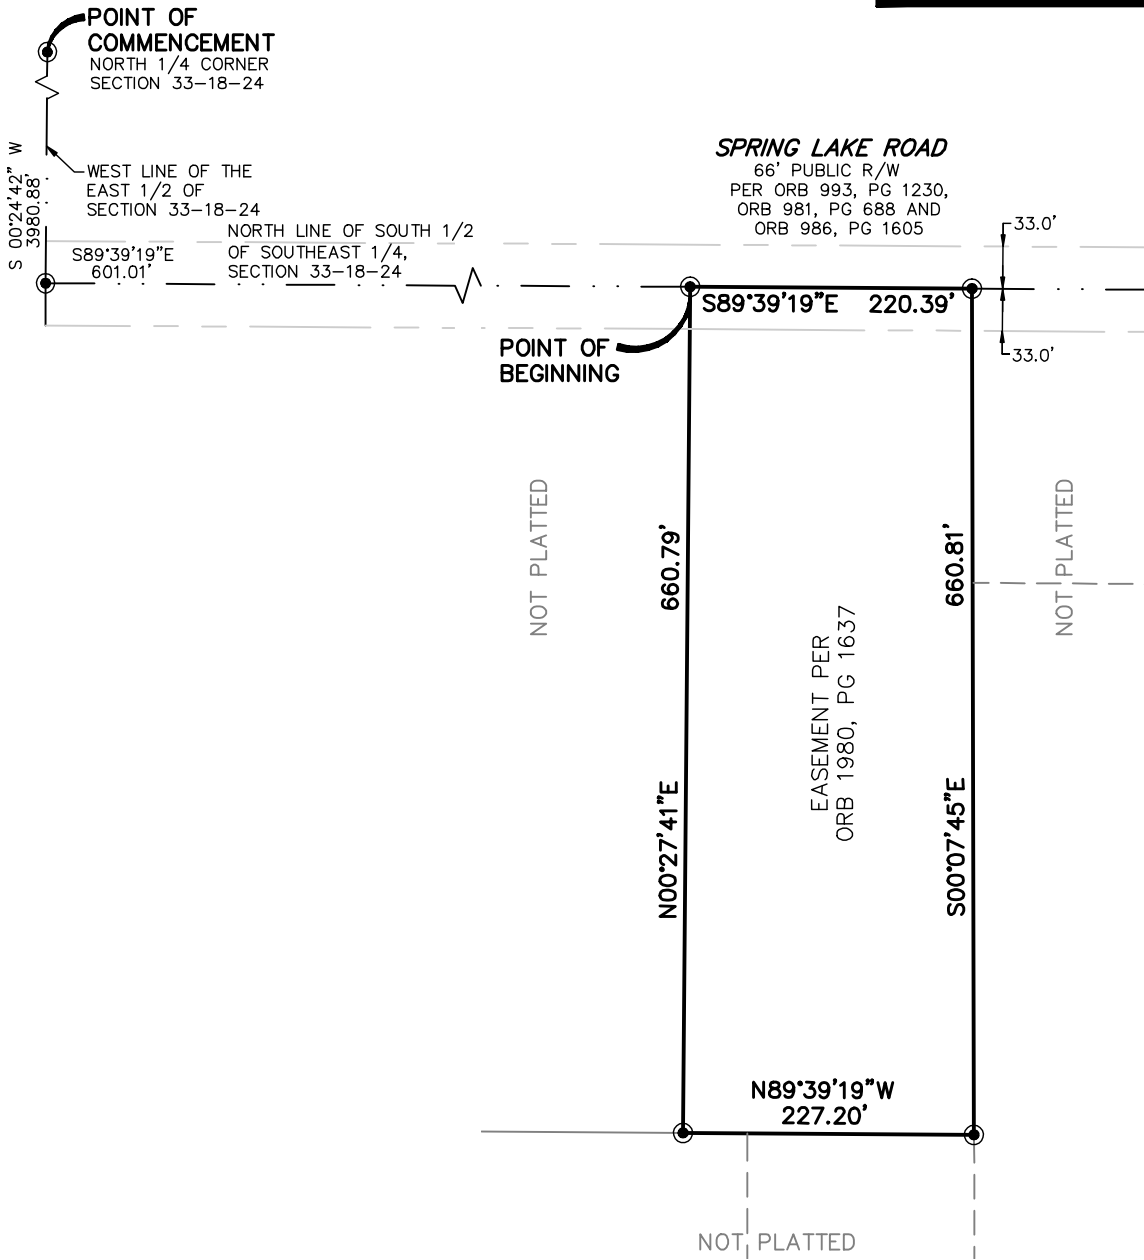 POINT OF
COMMENCEMENT
NORTH 1/4 CORNER
SECTION 33-18-24
S 00°24'42" W
3980.88'
WEST LINE OF THE
EAST 1/2 OF
SECTION 33-18-24
SPRING LAKE ROAD
66' PUBLIC R/W
PER ORB 993, PG 1230,
ORB 981, PG 688 AND
ORB 986, PG 1605
S89°39'19"E
601.01'
NORTH LINE OF SOUTH 1/2
OF SOUTHEAST 1/4,
SECTION 33-18-24
33.0'
S89°39'19"E 220.39'
33.0'
POINT OF
BEGINNING
NOT PLATTED
660.79'
N00°27'41"E
EASEMENT PER
ORB 1980, PG 1637
660.81'
S00°07'45"E
NOT PLATTED
N89°39'19"W
227.20'
NOT PLATTED